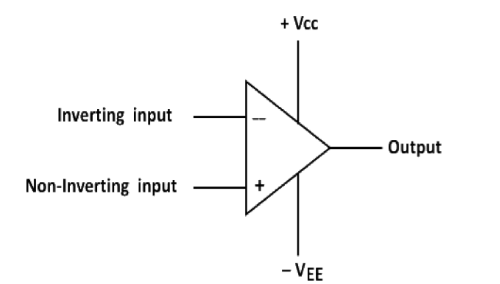 + Vcc
Inverting input
−
Output
Non-Inverting input
+
− VEE